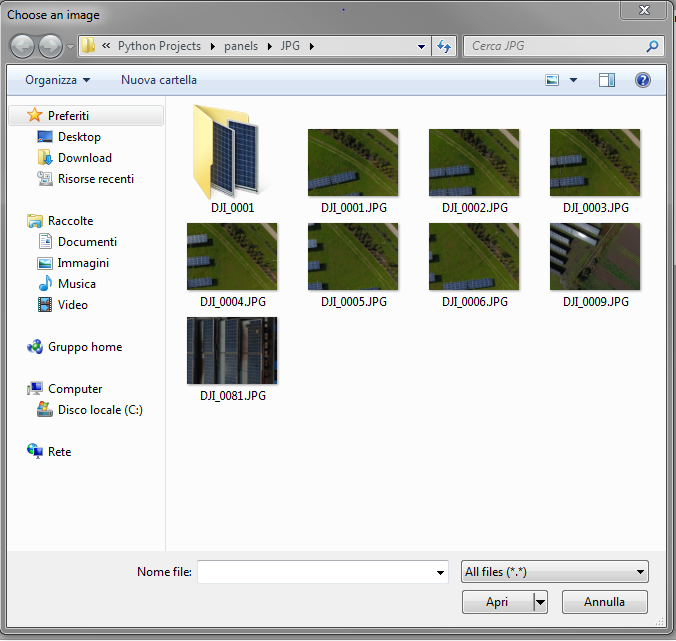 Choose an image
« Python Projects panels JPG
Cerca JPG
Organizza
Nuova cartella
Preferiti
Desktop
Download
Risorse recenti
Raccolte
Documenti
Immagini
Musica
Video
Gruppo home
Computer
Disco locale (C:)
Rete
DJI_0001
DJI_0001.JPG
DJI_0002.JPG
DJI_0003.JPG
DJI_0004.JPG
DJI_0005.JPG
DJI_0006.JPG
DJI_0009.JPG
DJI_0081.JPG
Nome file:
All files (*.*)
Apri
Annulla